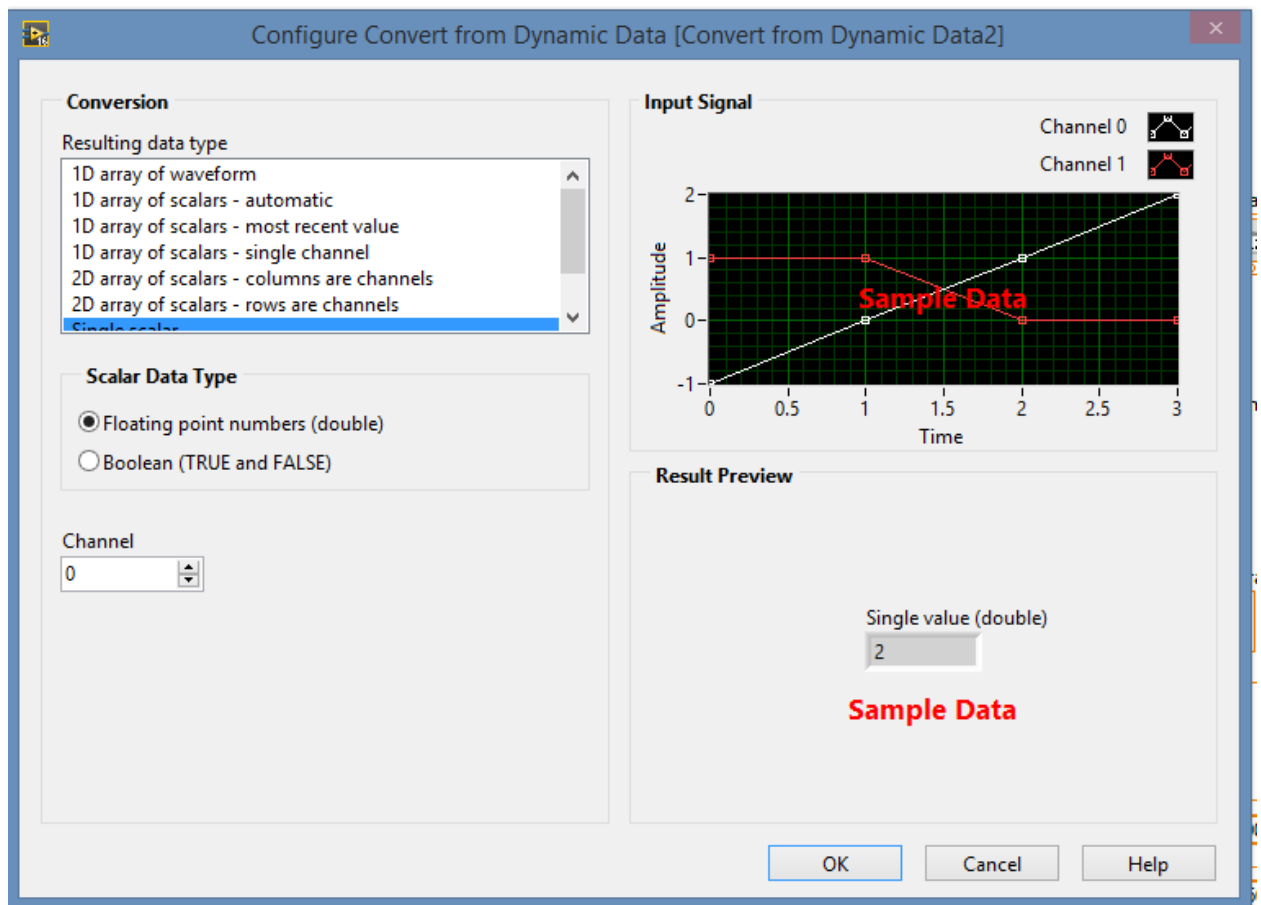 Configure Convert from Dynamic Data [Convert from Dynamic Data2]
Conversion
Resulting data type
1D array of waveform
1D array of scalars - automatic
1D array of scalars - most recent value
1D array of scalars - single channel
2D array of scalars - columns are channels
2D array of scalars - rows are channels
Single scalar
Scalar Data Type
Floating point numbers (double)
Boolean (TRUE and FALSE)
Channel
0
Input Signal
Channel 0
Channel 1
2
1
0
-1
Amplitude
Sample Data
0 0.5 1 1.5 2 2.5 3
Time
Result Preview
Single value (double)
2
Sample Data
OK Cancel Help